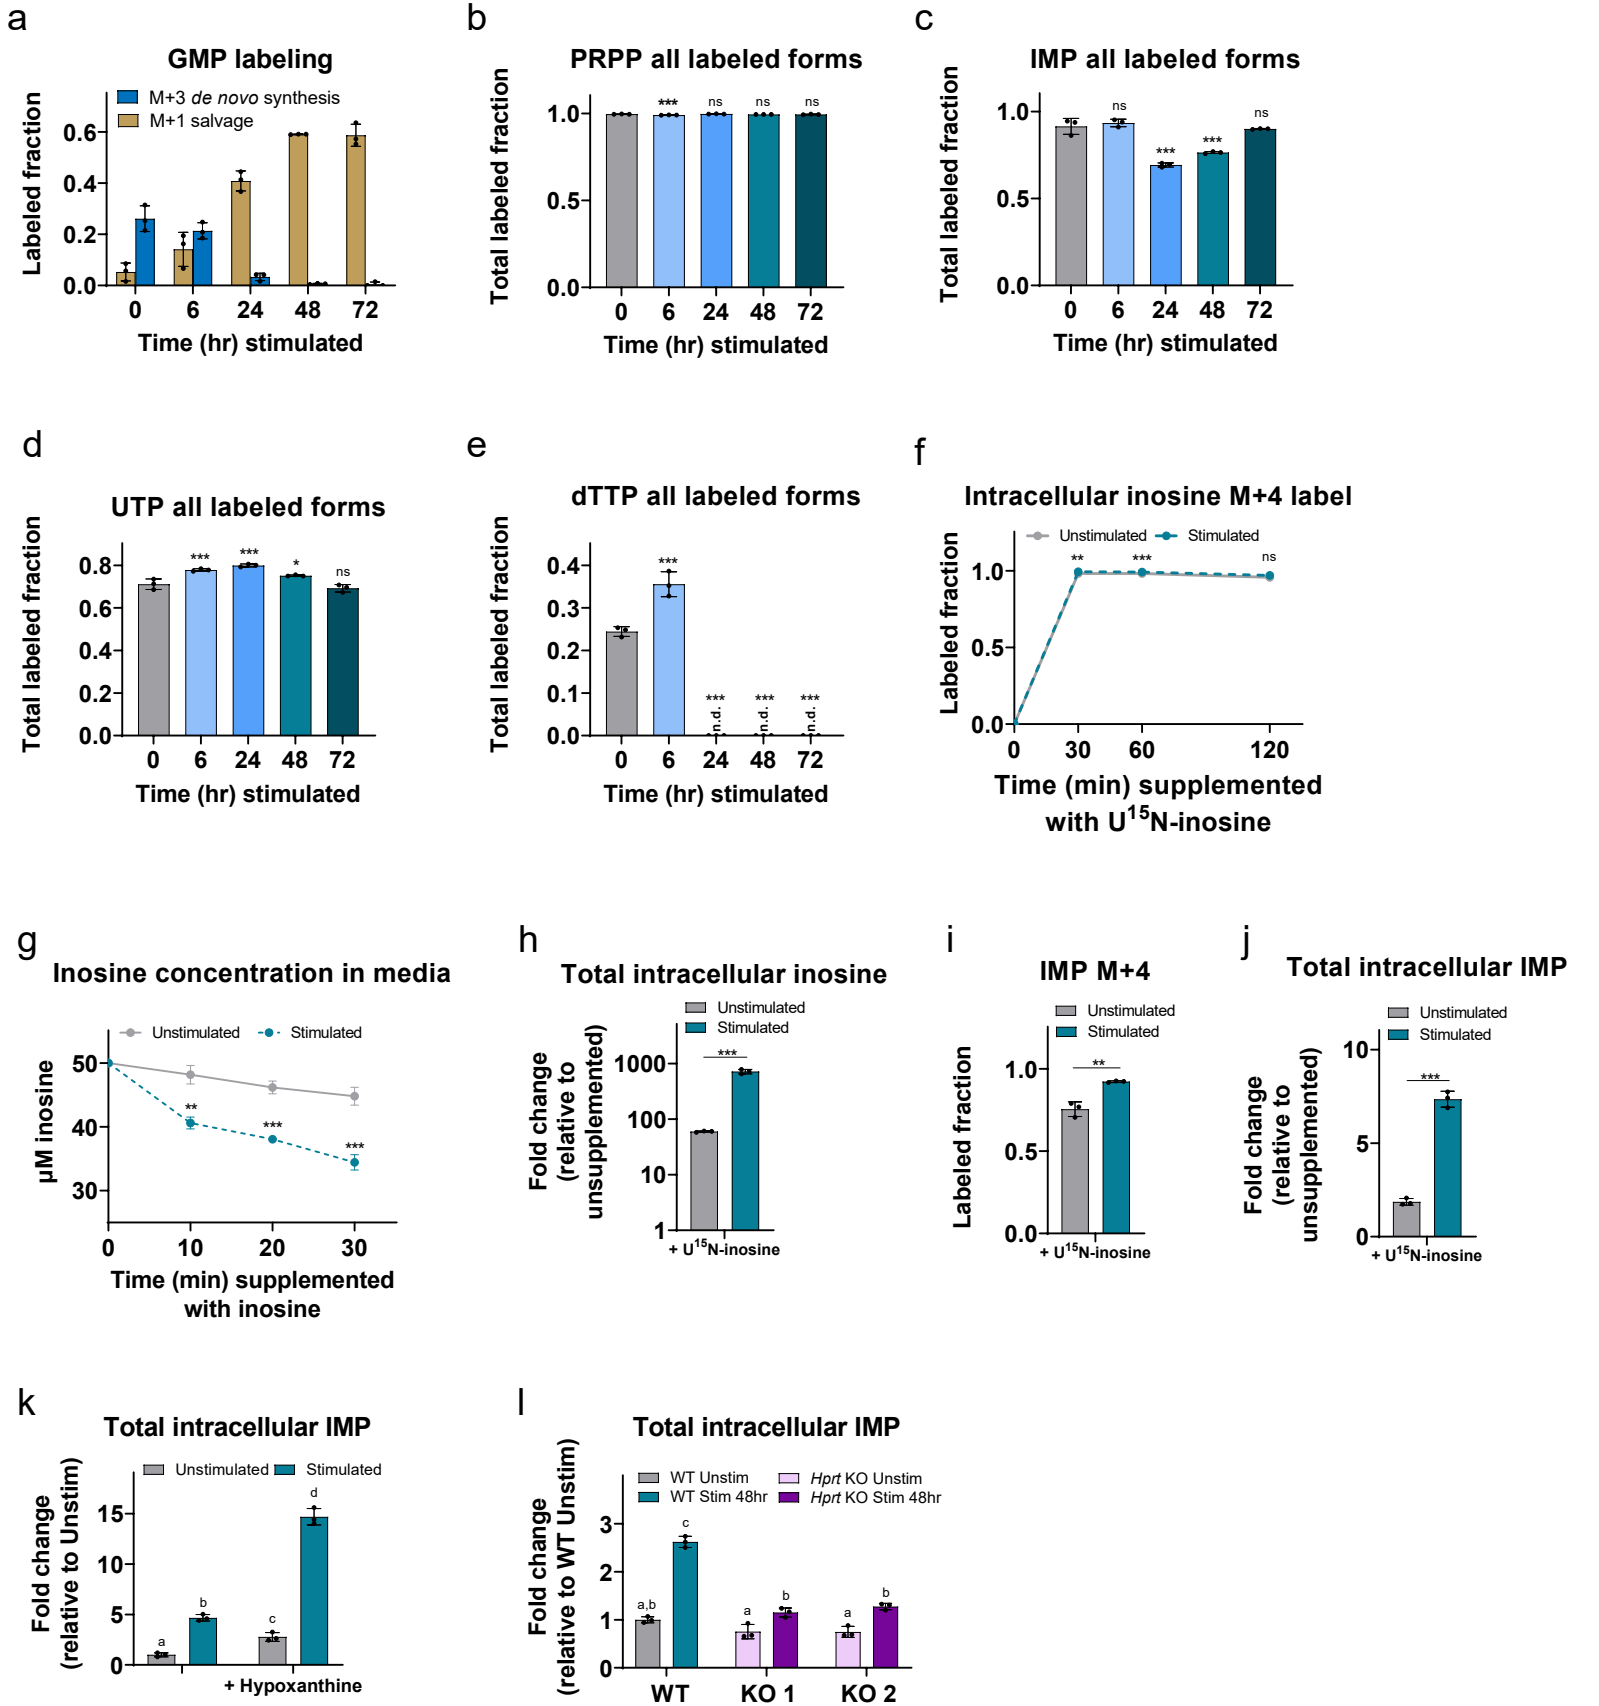 a
GMP labeling
M+3 de novo synthesis
M+1 salvage
Labeled fraction
0.6
0.4
0.2
0.0
0 6 24 48 72
Time (hr) stimulated
b
PRPP all labeled forms
Total labeled fraction
1.0
0.5
0.0
*** ns ns ns
0 6 24 48 72
Time (hr) stimulated
c
IMP all labeled forms
Total labeled fraction
1.0
0.5
0.0
ns *** *** ns
0 6 24 48 72
Time (hr) stimulated
d
UTP all labeled forms
Total labeled fraction
0.8
0.6
0.4
0.2
0.0
*** *** * ns
0 6 24 48 72
Time (hr) stimulated
e
dTTP all labeled forms
Total labeled fraction
0.4
0.3
0.2
0.1
0.0
*** *** *** ***
n.d. n.d. n.d.
0 6 24 48 72
Time (hr) stimulated
f
Intracellular inosine M+4 label
Unstimulated Stimulated
Labeled fraction
1.0
0.5
0.0
** *** ns
0 30 60 120
Time (min) supplemented
with U15N-inosine
g
Inosine concentration in media
Unstimulated Stimulated
µM inosine
50
40
30
** *** ***
0 10 20 30
Time (min) supplemented
with inosine
h
Total intracellular inosine
Unstimulated
Stimulated
Fold change
(relative to
unsupplemented)
1000
100
10
1
***
+ U15N-inosine
i
IMP M+4
Unstimulated
Stimulated
Labeled fraction
1.0
0.5
0.0
**
+ U15N-inosine
j
Total intracellular IMP
Unstimulated
Stimulated
Fold change
(relative to
unsupplemented)
10
5
0
***
+ U15N-inosine
k
Total intracellular IMP
Unstimulated Stimulated
Fold change
(relative to Unstim)
15
10
5
0
a b c d
+ Hypoxanthine
l
Total intracellular IMP
WT Unstim Hprt KO Unstim
WT Stim 48hr Hprt KO Stim 48hr
Fold change
(relative to WT Unstim)
3
2
1
0
a,b c a b a b
WT KO 1 KO 2